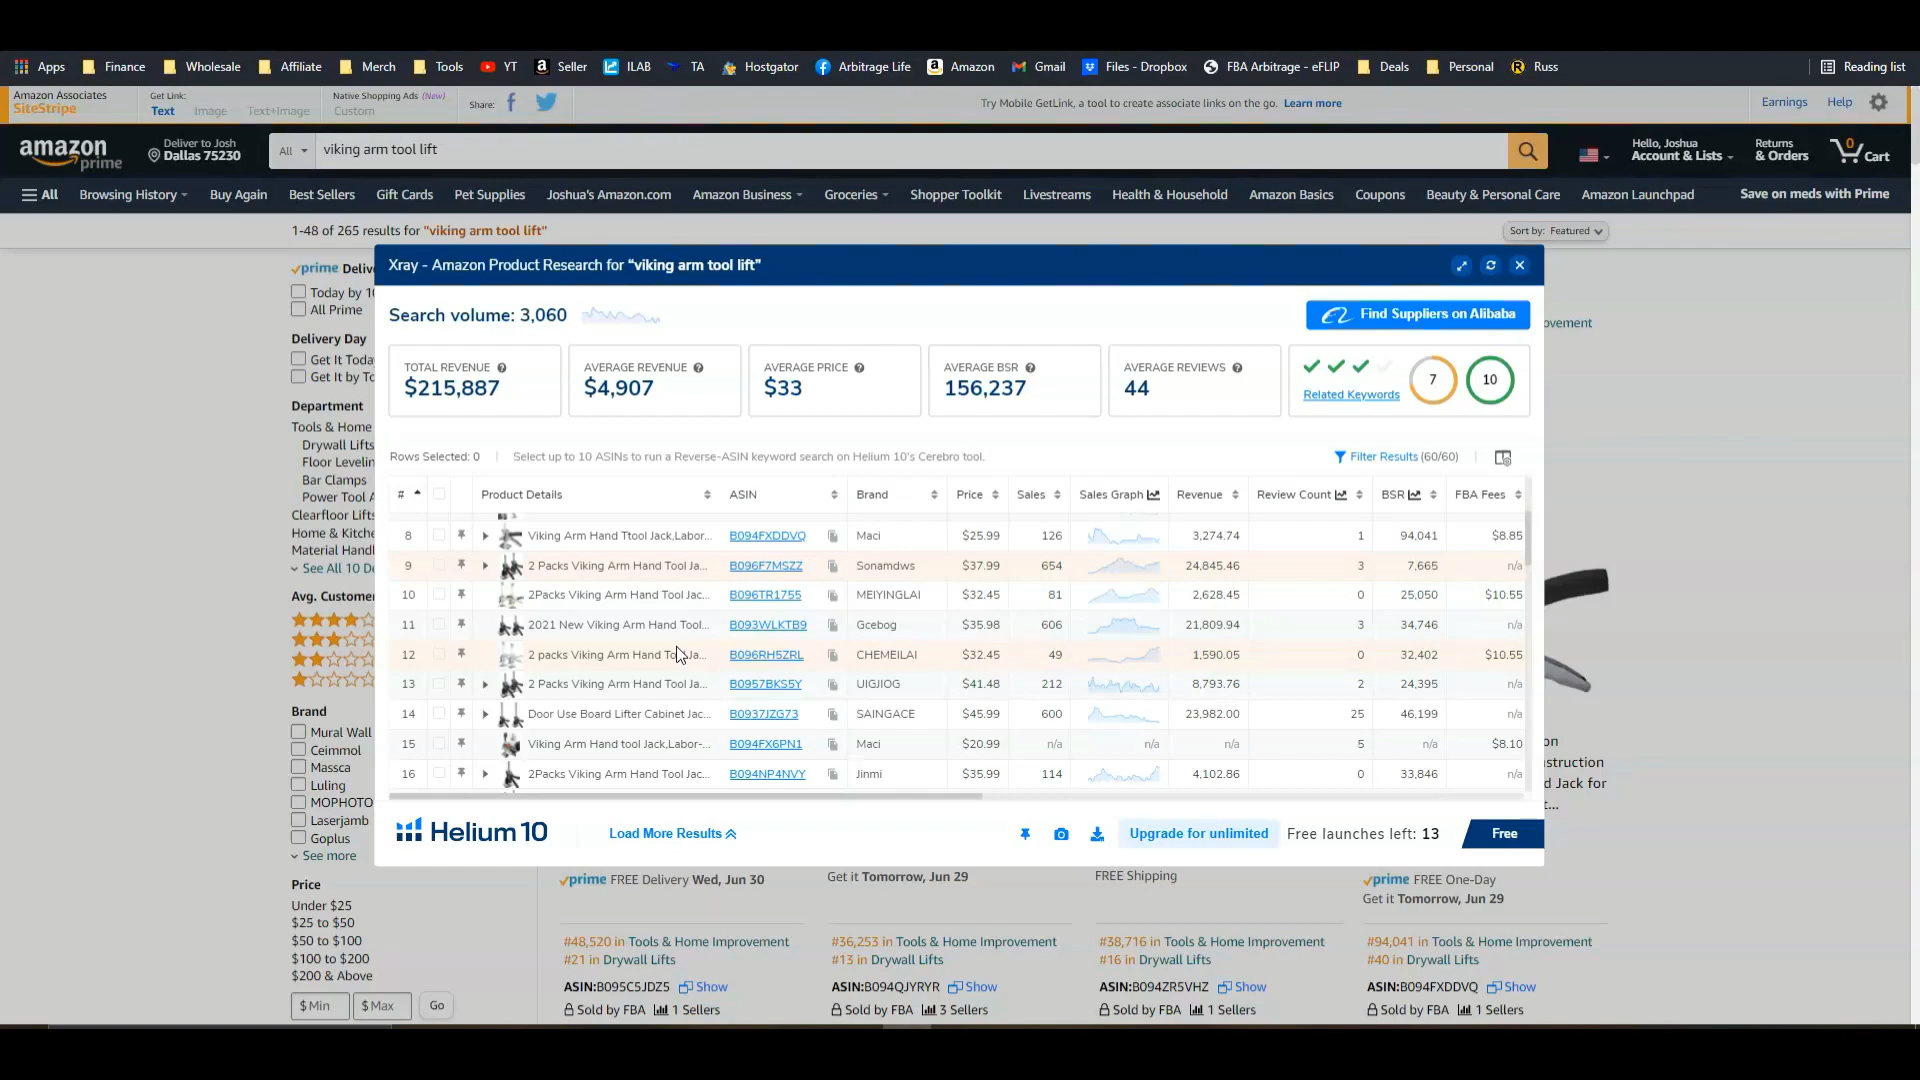 Apps Finance Wholesale Affiliate Merch Tools YT Seller ILAB TA Hostgator Arbitrage Life Amazon Gmail Files - Dropbox FBA Arbitrage - eFLIP Deals Personal Russ Reading list
Amazon Associates
SiteStripe
Get Link:
Text Image Text+Image
Native Shopping Ads (New)
Custom
Share:
Try Mobile GetLink, a tool to create associate links on the go. Learn more
Earnings Help
amazon
prime
Deliver to Josh
Dallas 75230
All
viking arm tool lift
Hello, Joshua
Account & Lists
Returns
& Orders
0
Cart
All Browsing History Buy Again Best Sellers Gift Cards Pet Supplies Joshua's Amazon.com Amazon Business Groceries Shopper Toolkit Livestreams Health & Household Amazon Basics Coupons Beauty & Personal Care Amazon Launchpad Save on meds with Prime
1-48 of 265 results for "viking arm tool lift"
Sort by: Featured
prime Deliv
Today by 10
All Prime
Delivery Day
Get It Toda
Get It by To
Department
Tools & Home
Drywall Lifts
Floor Levelin
Bar Clamps
Power Tool A
Clearfloor Lifts
Home & Kitche
Material Handl
See All 10 De
Avg. Custome
Brand
Mural Wall
Ceimmol
Massca
Luling
MOPHOTO
Laserjamb
Goplus
See more
Price
Under $25
$25 to $50
$50 to $100
$100 to $200
$200 & Above
$ Min $ Max Go
Xray - Amazon Product Research for "viking arm tool lift"
Search volume: 3,060
Find Suppliers on Alibaba
TOTAL REVENUE
$215,887
AVERAGE REVENUE
$4,907
AVERAGE PRICE
$33
AVERAGE BSR
156,237
AVERAGE REVIEWS
44
Related Keywords
7
10
Rows Selected: 0 Select up to 10 ASINs to run a Reverse-ASIN keyword search on Helium 10's Cerebro tool. Filter Results (60/60)
# Product Details ASIN Brand Price Sales Sales Graph Revenue Review Count BSR FBA Fees
8 Viking Arm Hand Ttool Jack,Labor... B094FXDDVQ Maci $25.99 126 3,274.74 1 94,041 $8.85
9 2 Packs Viking Arm Hand Tool Ja... B096F7MSZZ Sonamdws $37.99 654 24,845.46 3 7,665 n/a
10 2Packs Viking Arm Hand Tool Jac... B096TR1755 MEIYINGLAI $32.45 81 2,628.45 0 25,050 $10.55
11 2021 New Viking Arm Hand Tool... B093WLKTB9 Gcebog $35.98 606 21,809.94 3 34,746 n/a
12 2 packs Viking Arm Hand Tool Ja... B096RH5ZRL CHEMEILAI $32.45 49 1,590.05 0 32,402 $10.55
13 2 Packs Viking Arm Hand Tool Ja... B0957BKS5Y UIGJIOG $41.48 212 8,793.76 2 24,395 n/a
14 Door Use Board Lifter Cabinet Jac... B0937JZG73 SAINGACE $45.99 600 23,982.00 25 46,199 n/a
15 Viking Arm Hand tool Jack,Labor-... B094FX6PN1 Maci $20.99 n/a n/a n/a 5 n/a $8.10
16 2Packs Viking Arm Hand Tool Jac... B094NP4NVY Jinmi $35.99 114 4,102.86 0 33,846 n/a
Helium 10
Load More Results
Upgrade for unlimited
Free launches left: 13
Free
ovement
on
struction
d Jack for
t...
prime FREE Delivery Wed, Jun 30
#48,520 in Tools & Home Improvement
#21 in Drywall Lifts
ASIN:B095C5JDZ5 Show
Sold by FBA 1 Sellers
Get it Tomorrow, Jun 29
#36,253 in Tools & Home Improvement
#13 in Drywall Lifts
ASIN:B094QJYRYR Show
Sold by FBA 3 Sellers
FREE Shipping
#38,716 in Tools & Home Improvement
#16 in Drywall Lifts
ASIN:B094ZR5VHZ Show
Sold by FBA 1 Sellers
prime FREE One-Day
Get it Tomorrow, Jun 29
#94,041 in Tools & Home Improvement
#40 in Drywall Lifts
ASIN:B094FXDDVQ Show
Sold by FBA 1 Sellers